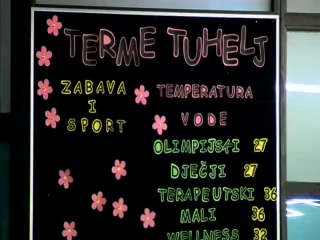 TERME TUHELJ
ZABAVA
I
SPORT
TEMPERATURA
VODE
OLIMPIJSKI 27
DJEČJI 27
TERAPEUTSKI 36
MALI 36
WELLNESS 32